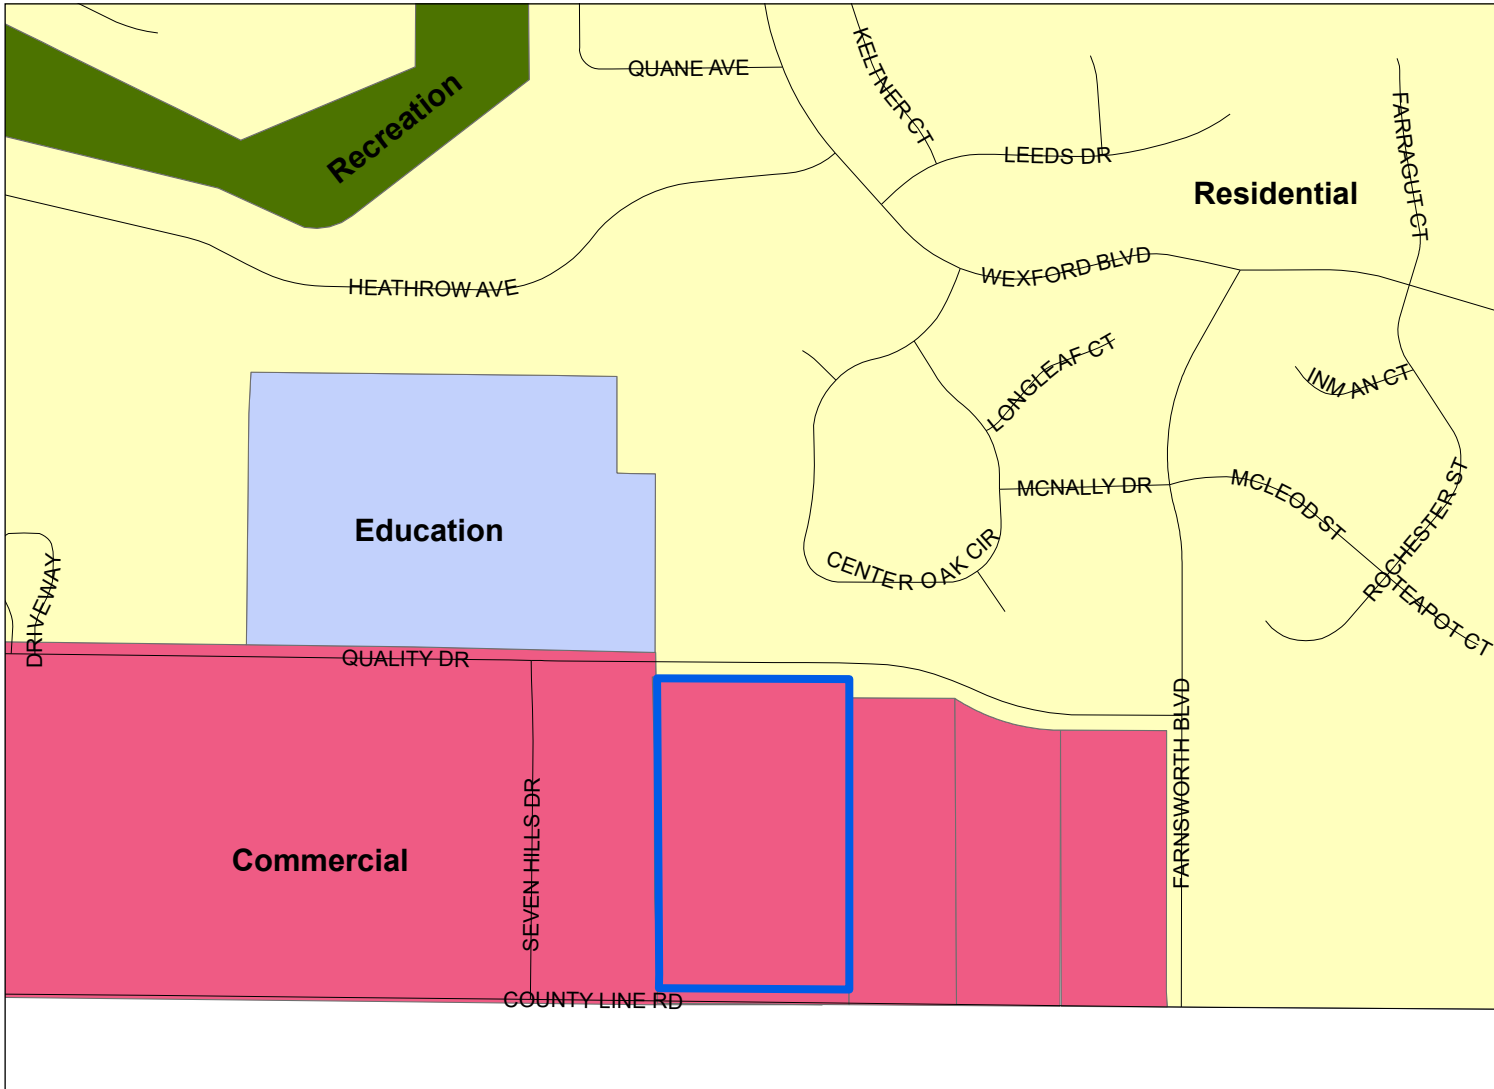 QUANE AVE
KELTNER CT
Recreation
LEEDS DR
FARRAGUT CT
Residential
WEXFORD BLVD
HEATHROW AVE
LONGLEAF CT
INMAN CT
MCNALLY DR
MCLEOD ST
ROCHESTER ST
Education
CENTER OAK CIR
TEAPOT CT
DRIVEWAY
QUALITY DR
FARNSWORTH BLVD
SEVEN HILLS DR
Commercial
COUNTY LINE RD